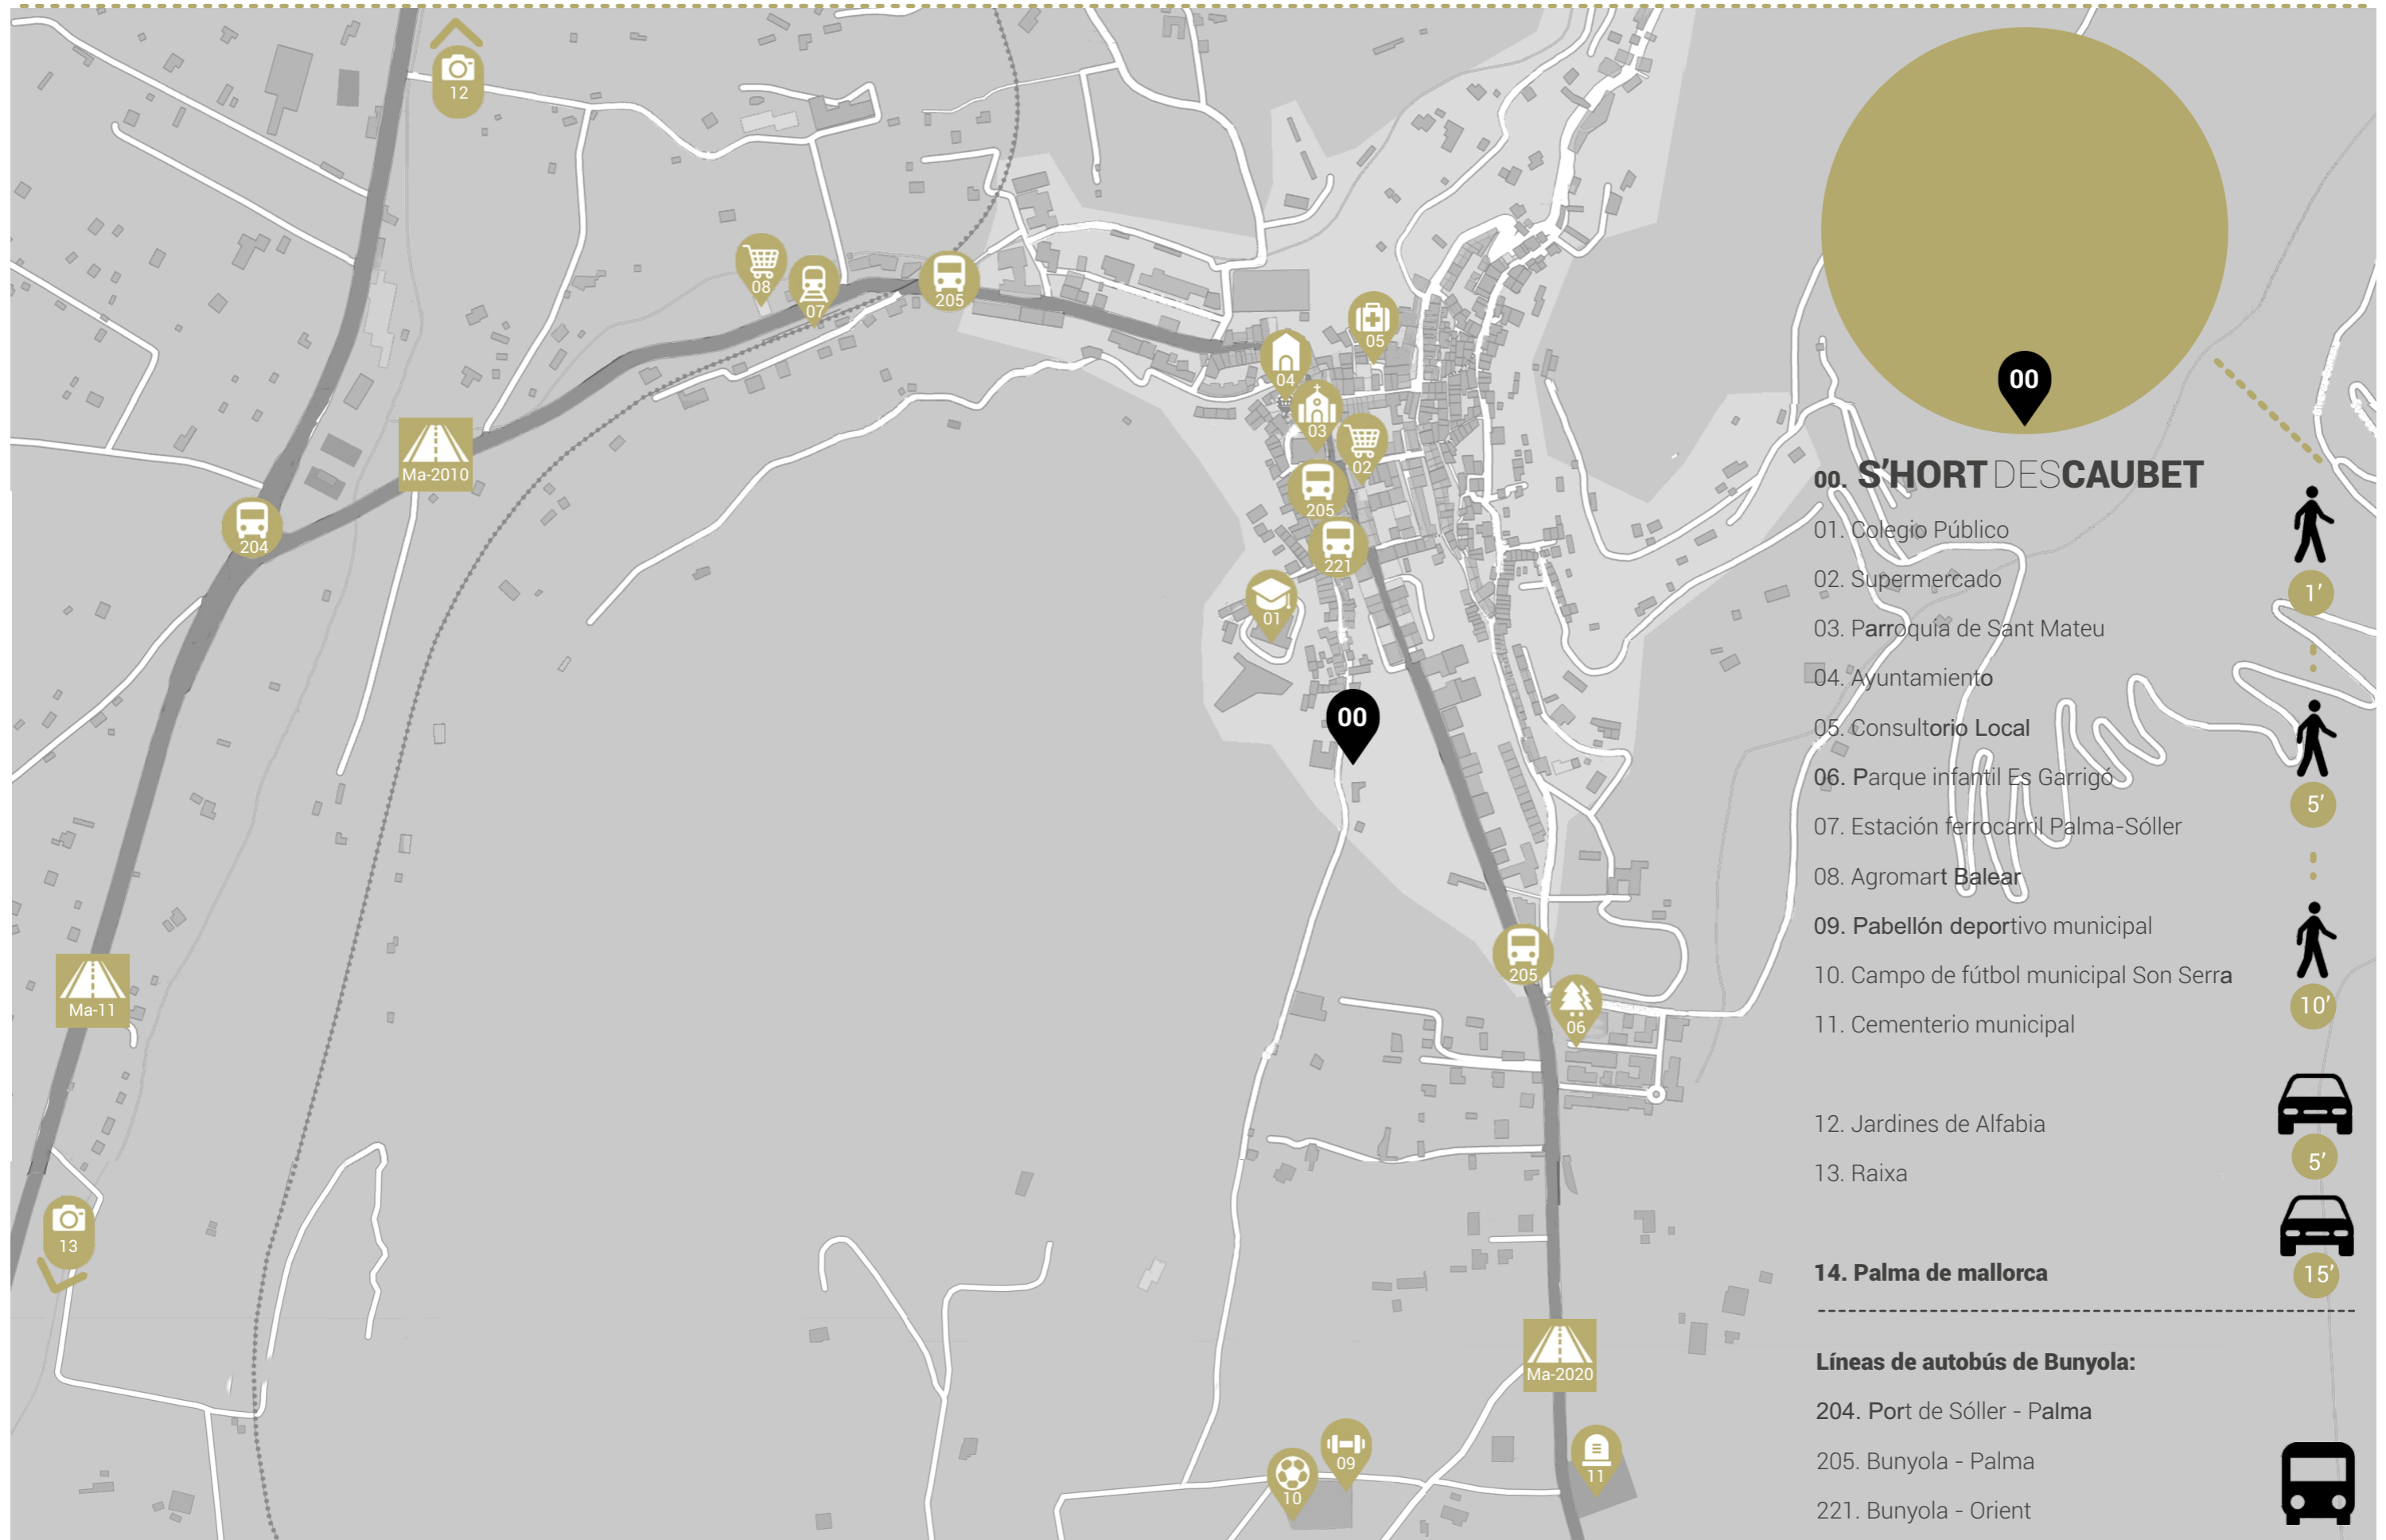 12
08
07
205
05
04
03
02
205
221
01
00
Ma-2010
204
Ma-11
13
205
06
Ma-2020
09
10
11
00
00. S'HORT DESCAUBET
01. Colegio Público
02. Supermercado
1'
03. Parroquia de Sant Mateu
04. Ayuntamiento
05. Consultorio Local
06. Parque infantil Es Garrigó
5'
07. Estación ferrocarril Palma-Sóller
08. Agromart Balear
09. Pabellón deportivo municipal
10. Campo de fútbol municipal Son Serra
10'
11. Cementerio municipal
12. Jardines de Alfabia
5'
13. Raixa
14. Palma de mallorca
15'
Líneas de autobús de Bunyola:
204. Port de Sóller - Palma
205. Bunyola - Palma
221. Bunyola - Orient